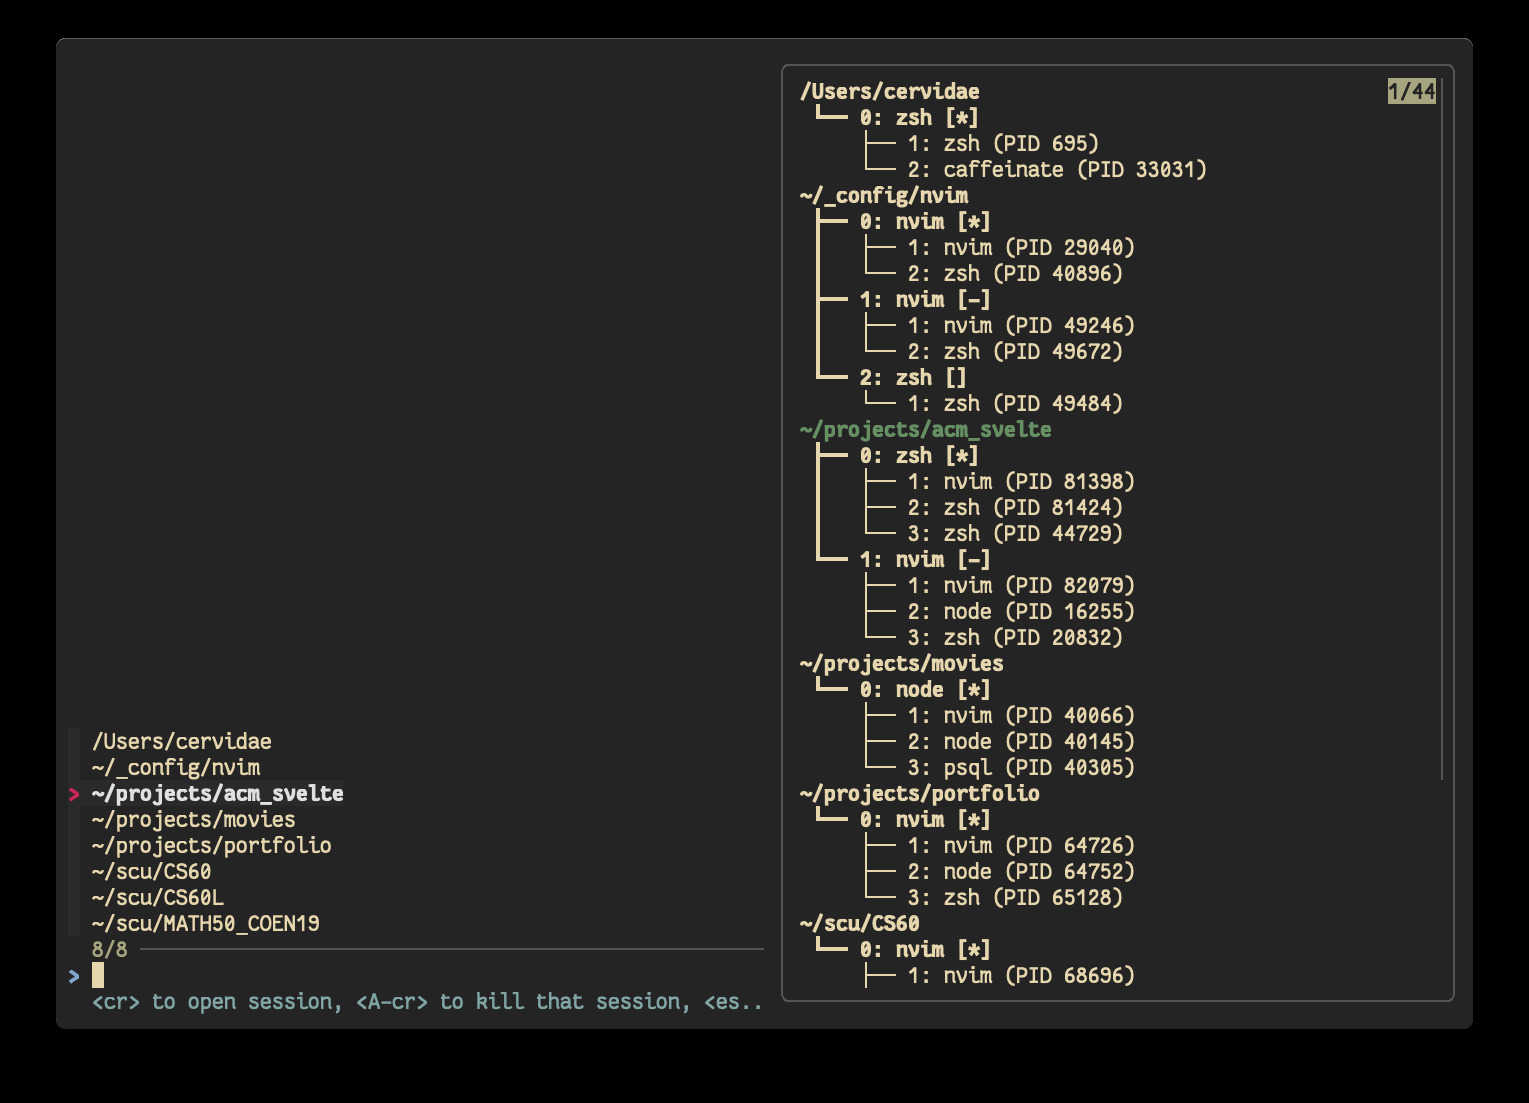 /Users/cervidae
~/_config/nvim
> ~/projects/acm_svelte
~/projects/movies
~/projects/portfolio
~/scu/CS60
~/scu/CS60L
~/scu/MATH50_COEN19
8/8
>
<cr> to open session, <A-cr> to kill that session, <es..
/Users/cervidae 1/44
└── 0: zsh [*]
├── 1: zsh (PID 695)
└── 2: caffeinate (PID 33031)
~/_config/nvim
├── 0: nvim [*]
├── 1: nvim (PID 29040)
└── 2: zsh (PID 40896)
├── 1: nvim [-]
├── 1: nvim (PID 49246)
└── 2: zsh (PID 49672)
└── 2: zsh []
└── 1: zsh (PID 49484)
~/projects/acm_svelte
├── 0: zsh [*]
├── 1: nvim (PID 81398)
├── 2: zsh (PID 81424)
└── 3: zsh (PID 44729)
└── 1: nvim [-]
├── 1: nvim (PID 82079)
├── 2: node (PID 16255)
└── 3: zsh (PID 20832)
~/projects/movies
└── 0: node [*]
├── 1: nvim (PID 40066)
├── 2: node (PID 40145)
└── 3: psql (PID 40305)
~/projects/portfolio
└── 0: nvim [*]
├── 1: nvim (PID 64726)
├── 2: node (PID 64752)
└── 3: zsh (PID 65128)
~/scu/CS60
└── 0: nvim [*]
├── 1: nvim (PID 68696)